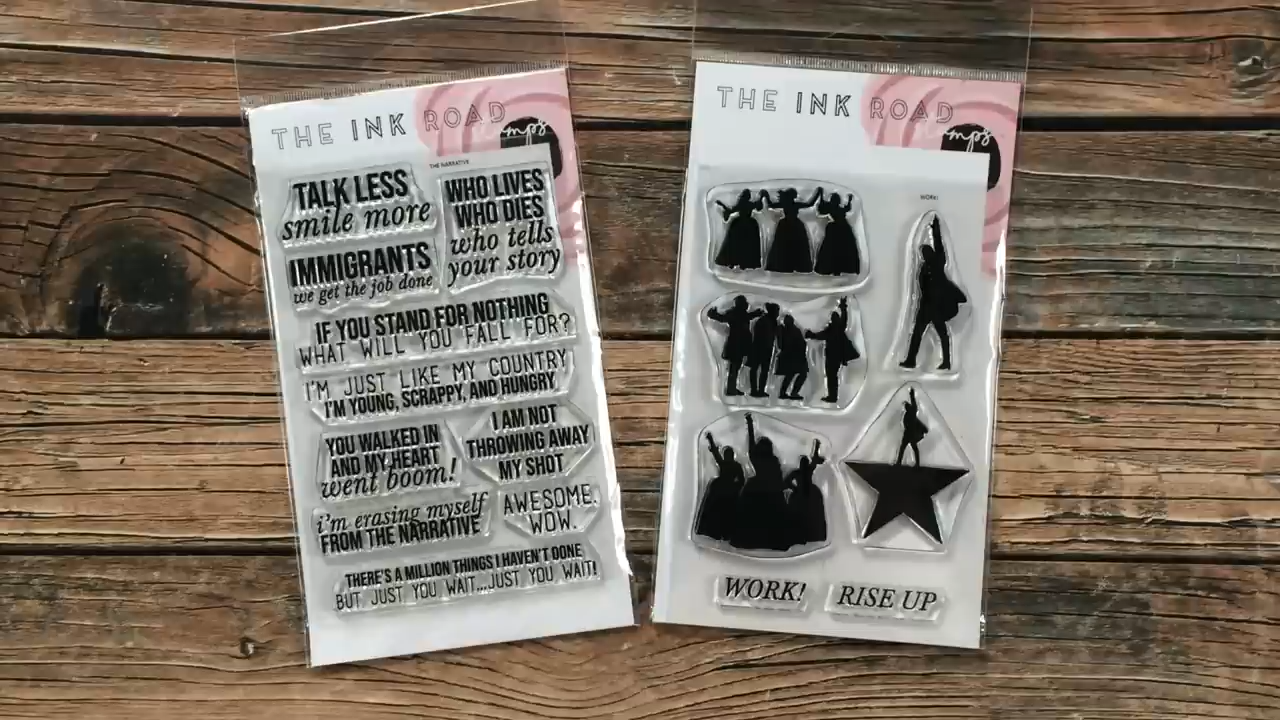 THE INK ROAD
stamps
THE NARRATIVE
TALK LESS
smile more
WHO LIVES
WHO DIES
who tells
your story
IMMIGRANTS
we get the job done
IF YOU STAND FOR NOTHING
WHAT WILL YOU FALL FOR?
I'M JUST LIKE MY COUNTRY
I'M YOUNG, SCRAPPY, AND HUNGRY
YOU WALKED IN
AND MY HEART
went boom!
I AM NOT
THROWING AWAY
MY SHOT
i'm erasing myself
FROM THE NARRATIVE
AWESOME.
WOW.
THERE'S A MILLION THINGS I HAVEN'T DONE
BUT JUST YOU WAIT...JUST YOU WAIT!
THE INK ROAD
stamps
WORK!
WORK!
RISE UP